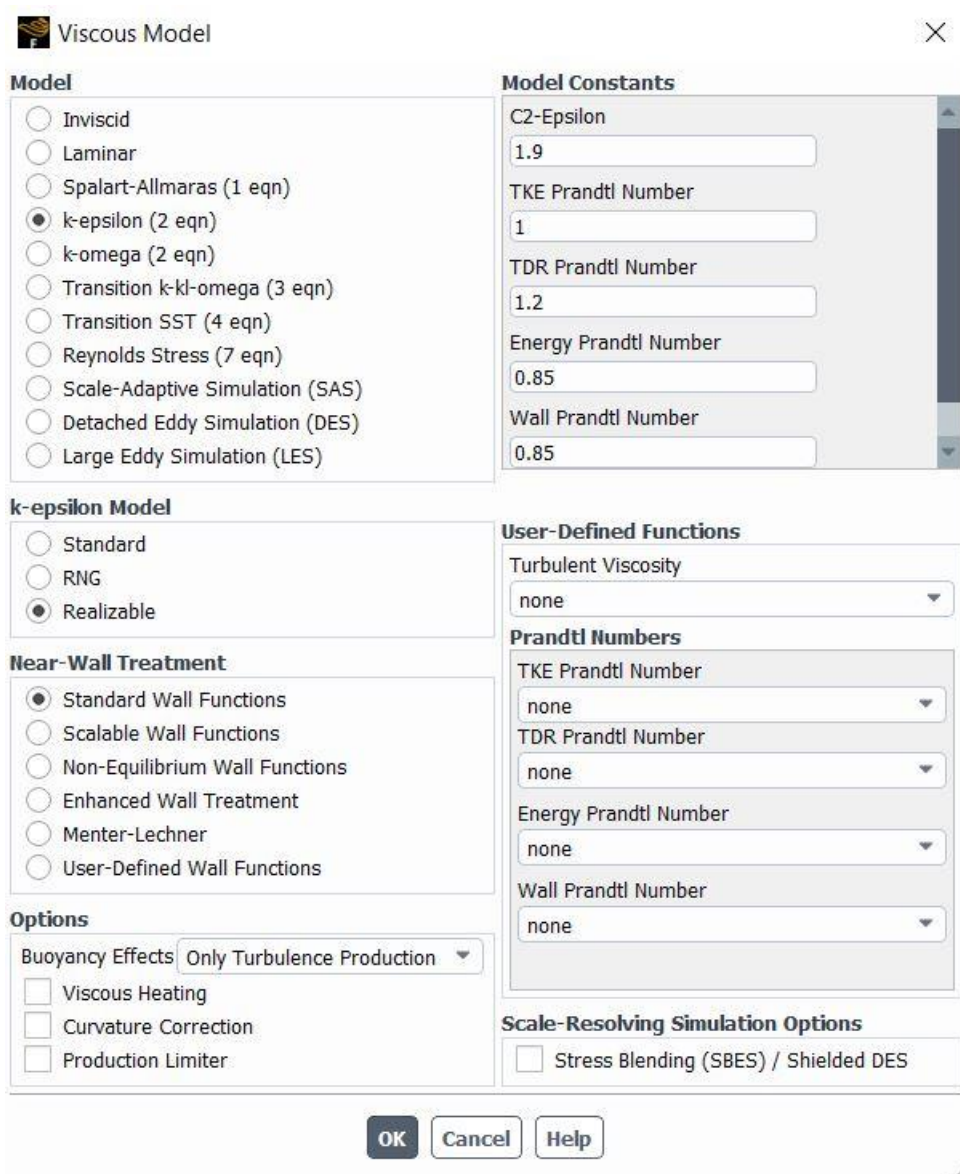 F
Viscous Model
Model
Inviscid
Laminar
Spalart-Allmaras (1 eqn)
k-epsilon (2 eqn)
k-omega (2 eqn)
Transition k-kl-omega (3 eqn)
Transition SST (4 eqn)
Reynolds Stress (7 eqn)
Scale-Adaptive Simulation (SAS)
Detached Eddy Simulation (DES)
Large Eddy Simulation (LES)
k-epsilon Model
Standard
RNG
Realizable
Near-Wall Treatment
Standard Wall Functions
Scalable Wall Functions
Non-Equilibrium Wall Functions
Enhanced Wall Treatment
Menter-Lechner
User-Defined Wall Functions
Options
Buoyancy Effects Only Turbulence Production
Viscous Heating
Curvature Correction
Production Limiter
Model Constants
C2-Epsilon
1.9
TKE Prandtl Number
1
TDR Prandtl Number
1.2
Energy Prandtl Number
0.85
Wall Prandtl Number
0.85
User-Defined Functions
Turbulent Viscosity
none
Prandtl Numbers
TKE Prandtl Number
none
TDR Prandtl Number
none
Energy Prandtl Number
none
Wall Prandtl Number
none
Scale-Resolving Simulation Options
Stress Blending (SBES) / Shielded DES
OK Cancel Help